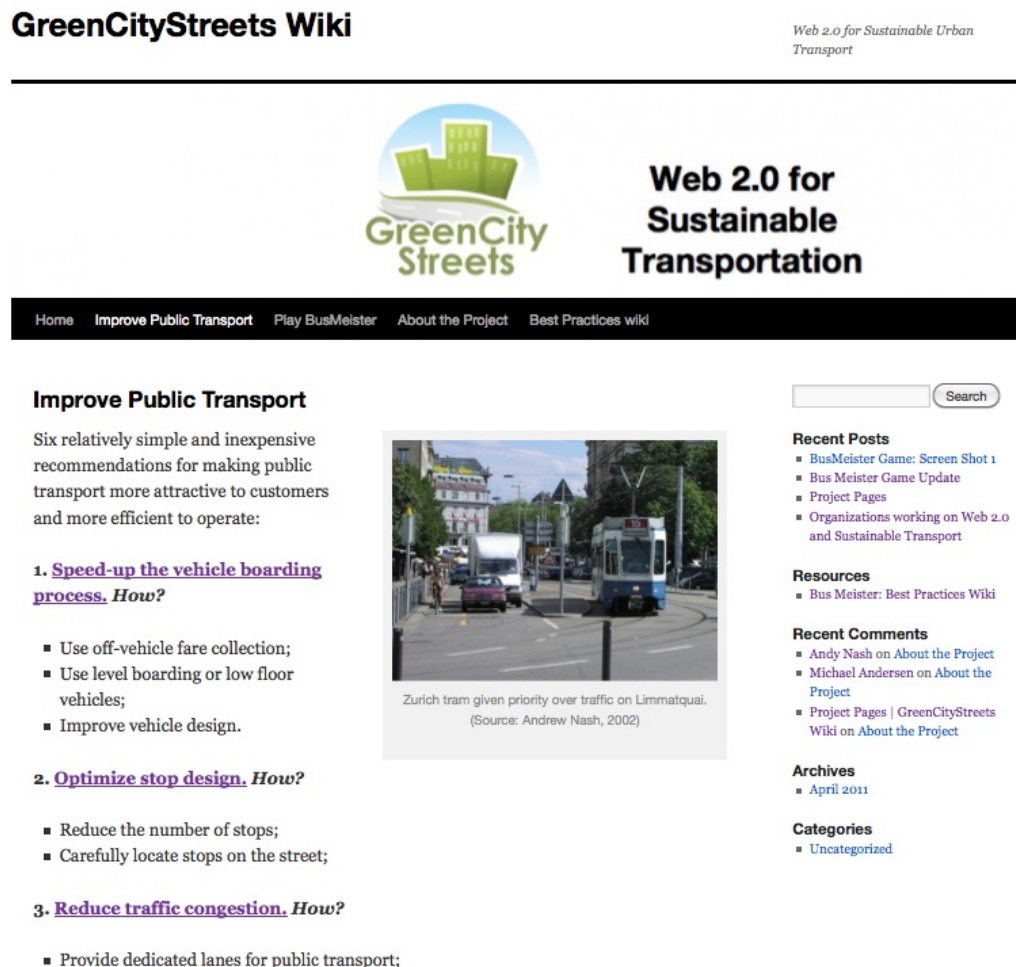 GreenCityStreets Wiki
Web 2.0 for Sustainable Urban
Transport
GreenCity
Streets
Web 2.0 for
Sustainable
Transportation
Home Improve Public Transport Play BusMeister About the Project Best Practices wiki
Improve Public Transport
Six relatively simple and inexpensive
recommendations for making public
transport more attractive to customers
and more efficient to operate:
1. Speed-up the vehicle boarding
process. How?
Use off-vehicle fare collection;
Use level boarding or low floor
vehicles;
Improve vehicle design.
2. Optimize stop design. How?
Reduce the number of stops;
Carefully locate stops on the street;
3. Reduce traffic congestion. How?
Provide dedicated lanes for public transport;
15
Zurich tram given priority over traffic on Limmatquai.
(Source: Andrew Nash, 2002)
Search
Recent Posts
BusMeister Game: Screen Shot 1
Bus Meister Game Update
Project Pages
Organizations working on Web 2.0
and Sustainable Transport
Resources
Bus Meister: Best Practices Wiki
Recent Comments
Andy Nash on About the Project
Michael Andersen on About the
Project
Project Pages | GreenCityStreets
Wiki on About the Project
Archives
April 2011
Categories
Uncategorized